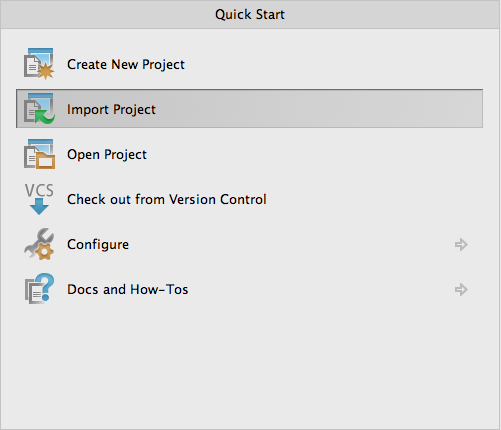 Quick Start
Create New Project
Import Project
Open Project
VCS
Check out from Version Control
Configure
Docs and How-Tos